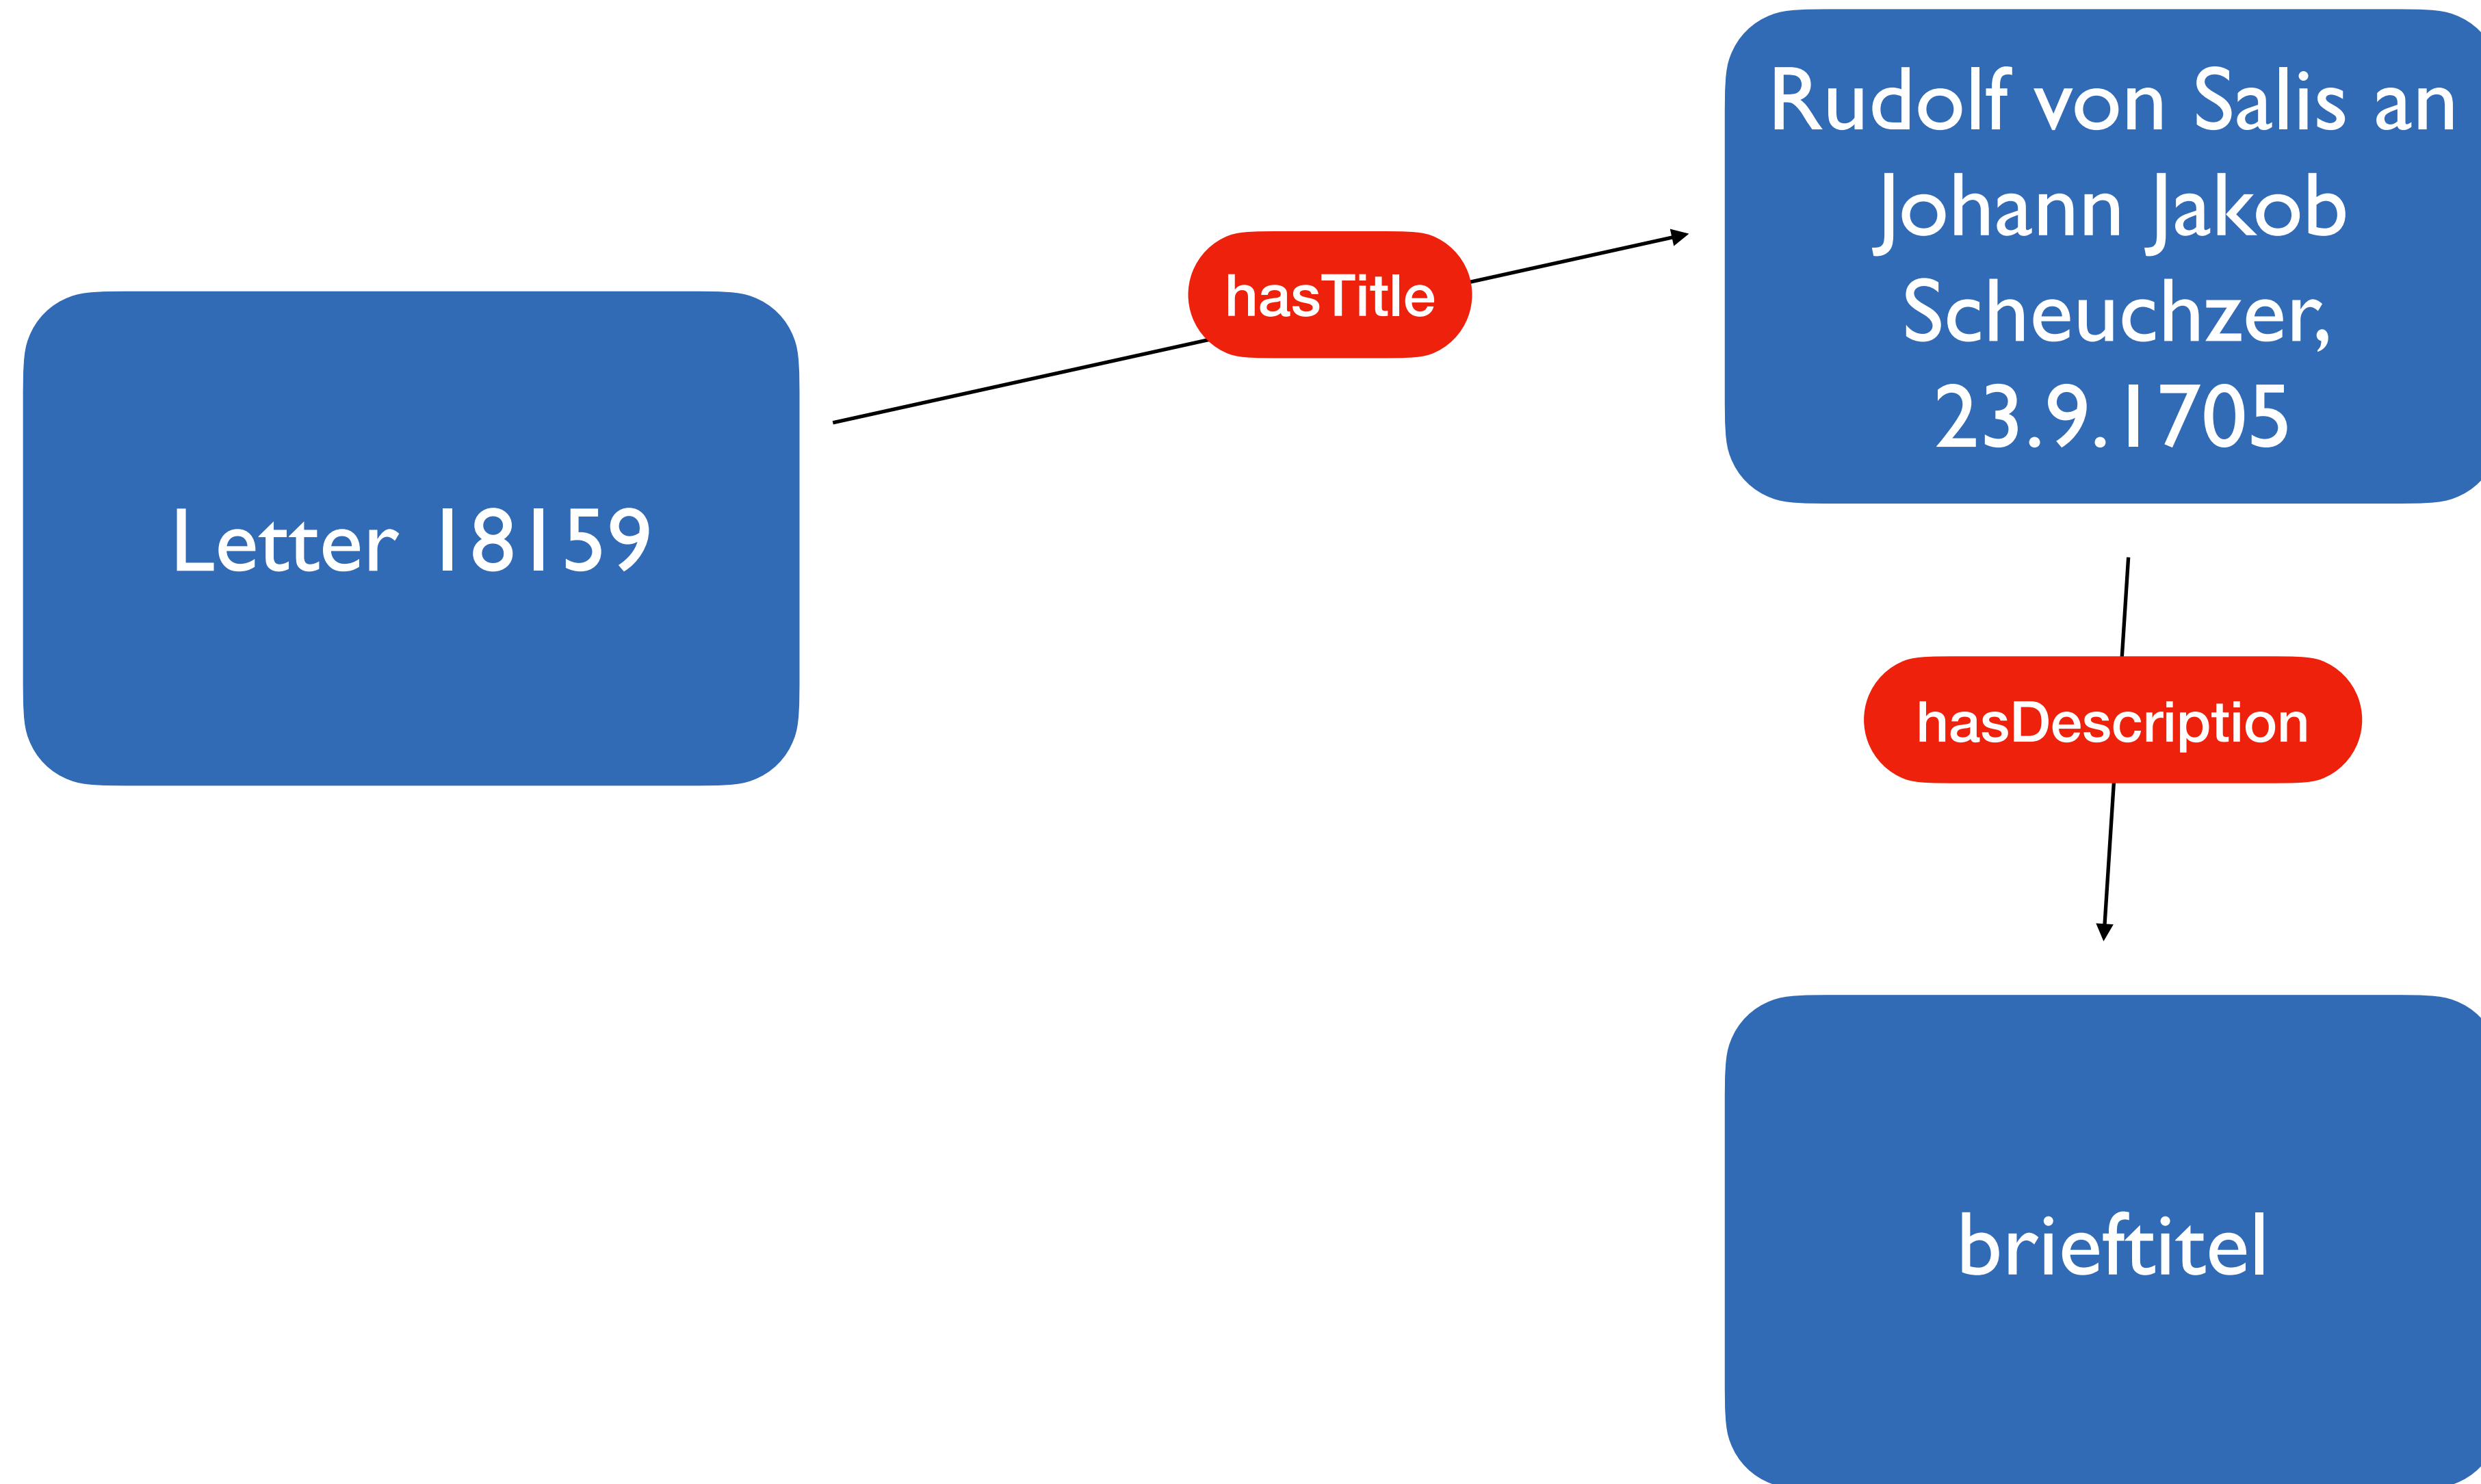 Letter 18159
hasTitle
Rudolf von Salis an
Johann Jakob
Scheuchzer,
23.9.1705
hasDescription
brieftitel